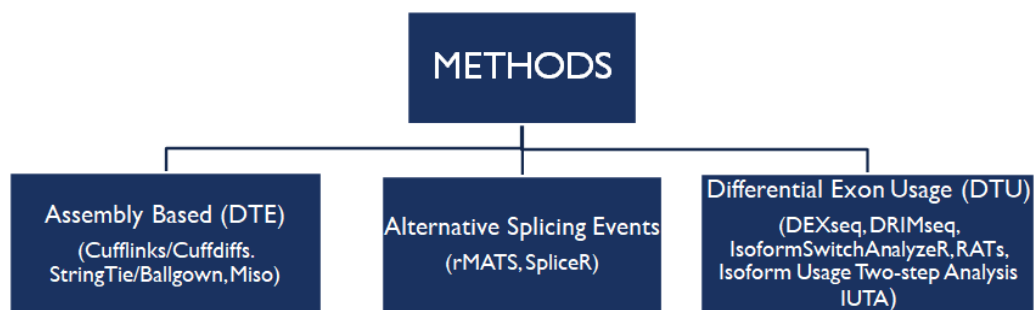 METHODS
Assembly Based (DTE)
(Cufflinks/Cuffdiffs.
StringTie/Ballgown, Miso)
Alternative Splicing Events
(rMATS, SpliceR)
Differential Exon Usage (DTU)
(DEXseq, DRIMseq,
IsoformSwitchAnalyzeR, RATs,
Isoform Usage Two-step Analysis
IUTA)